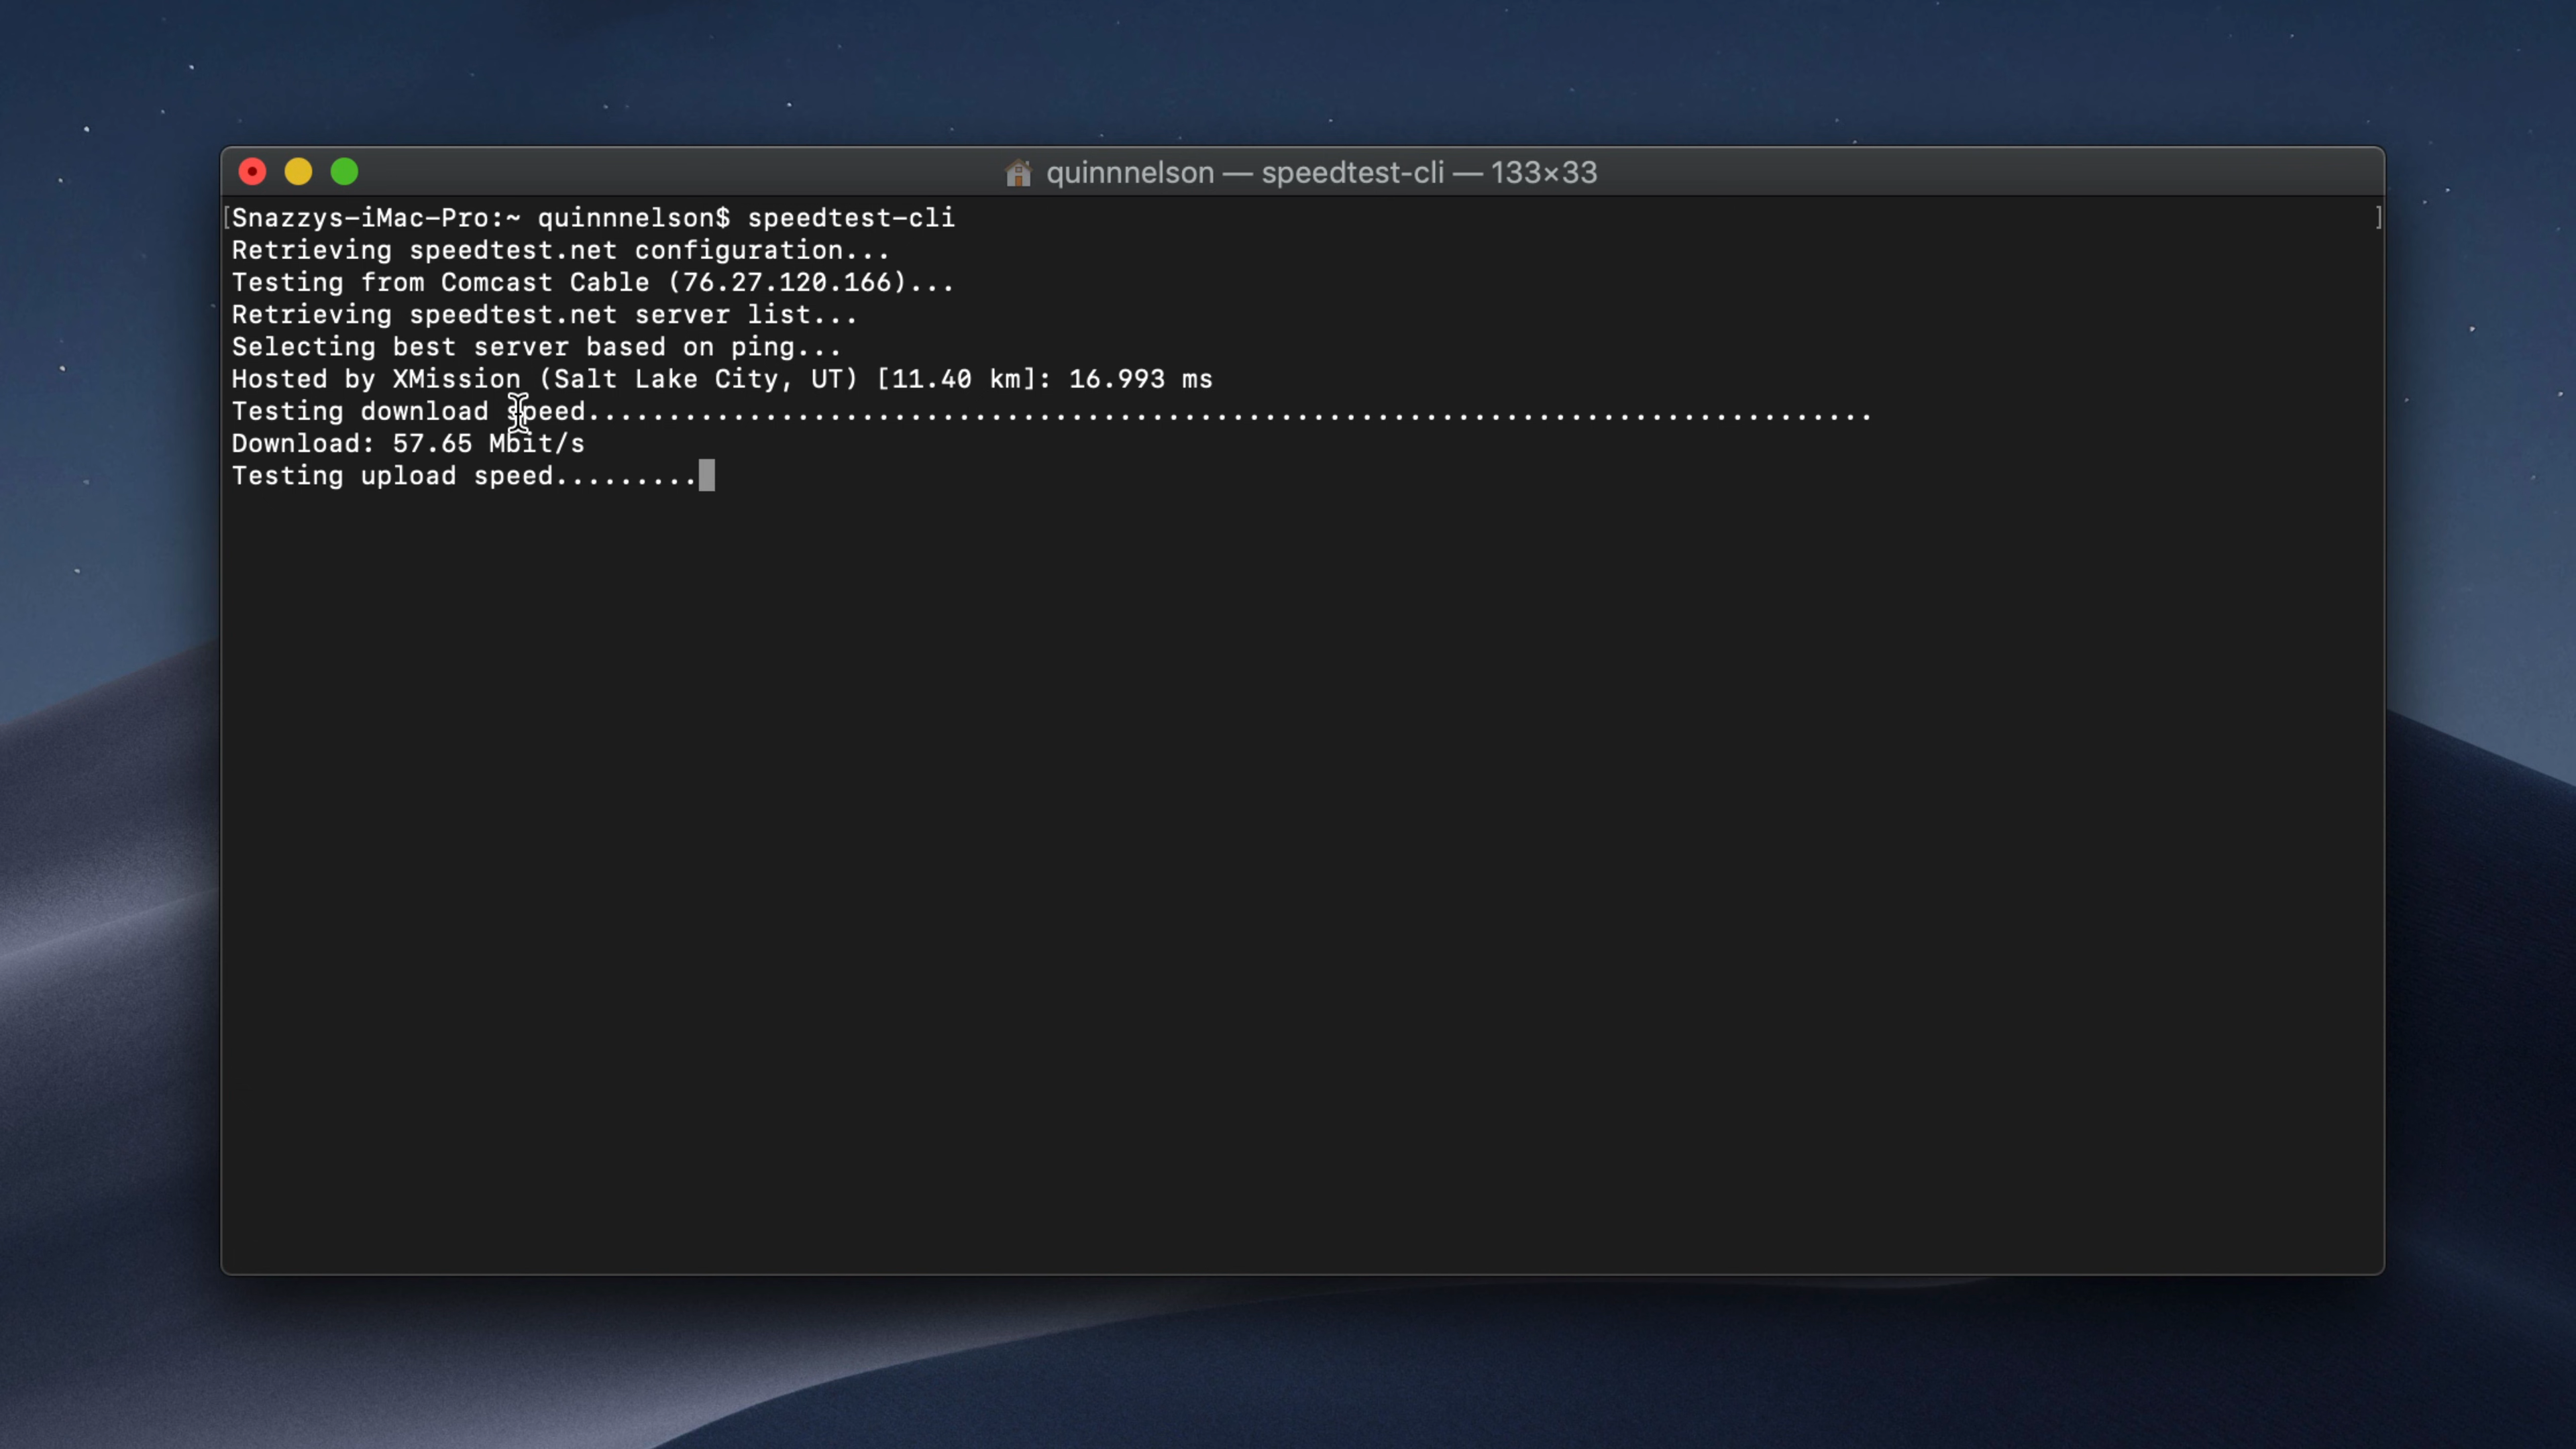 quinnnelson — speedtest-cli — 133×33
[Snazzys-iMac-Pro:~ quinnnelson$ speedtest-cli ]
Retrieving speedtest.net configuration...
Testing from Comcast Cable (76.27.120.166)...
Retrieving speedtest.net server list...
Selecting best server based on ping...
Hosted by XMission (Salt Lake City, UT) [11.40 km]: 16.993 ms
Testing download speed................................................................................
Download: 57.65 Mbit/s
Testing upload speed.........